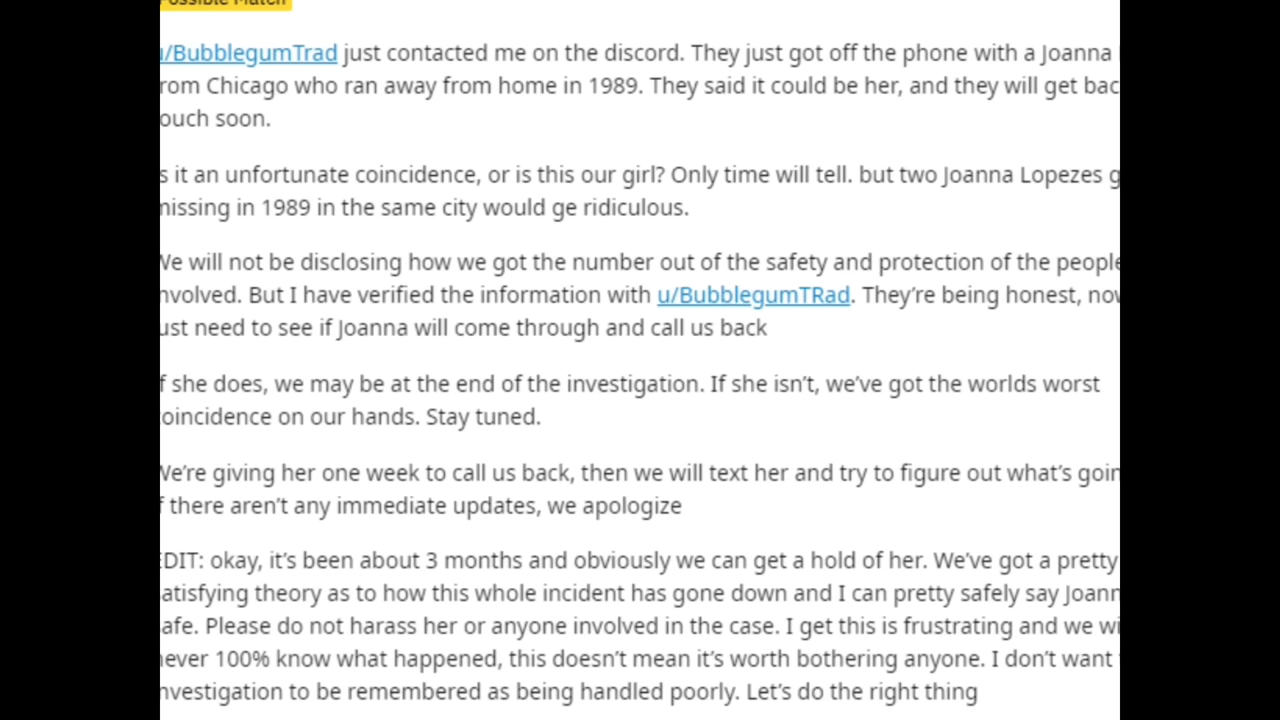 Possible Match
u/BubblegumTrad just contacted me on the discord. They just got off the phone with a Joanna
rom Chicago who ran away from home in 1989. They said it could be her, and they will get bac
ouch soon.
s it an unfortunate coincidence, or is this our girl? Only time will tell. but two Joanna Lopezes g
nissing in 1989 in the same city would ge ridiculous.
We will not be disclosing how we got the number out of the safety and protection of the people
nvolved. But I have verified the information with u/BubblegumTRad. They're being honest, nov
ust need to see if Joanna will come through and call us back
f she does, we may be at the end of the investigation. If she isn't, we've got the worlds worst
oincidence on our hands. Stay tuned.
We're giving her one week to call us back, then we will text her and try to figure out what's goin
f there aren't any immediate updates, we apologize
EDIT: okay, it's been about 3 months and obviously we can get a hold of her. We've got a pretty
atisfying theory as to how this whole incident has gone down and I can pretty safely say Joann
afe. Please do not harass her or anyone involved in the case. I get this is frustrating and we wi
ever 100% know what happened, this doesn't mean it's worth bothering anyone. I don't want
nvestigation to be remembered as being handled poorly. Let's do the right thing